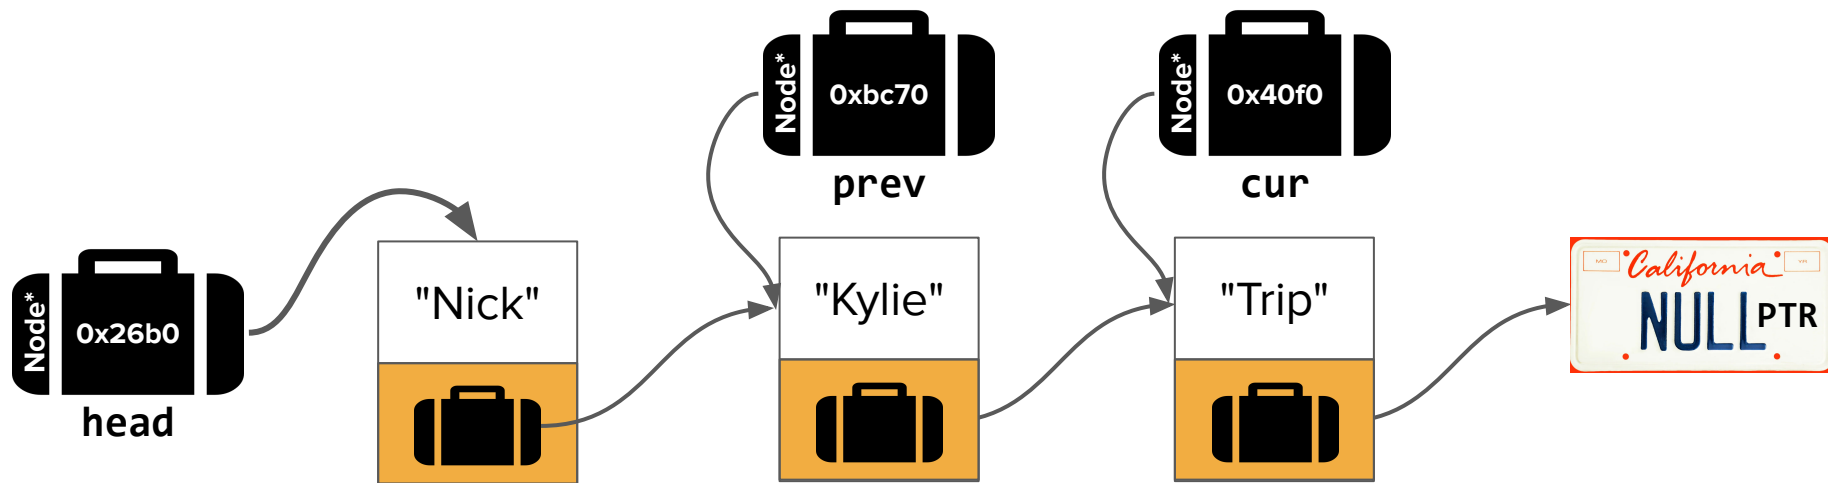 Node*
0xbc70
prev
Node*
0x40f0
cur
Node*
0x26b0
head
"Nick"
"Kylie"
"Trip"
California
NULL
PTR